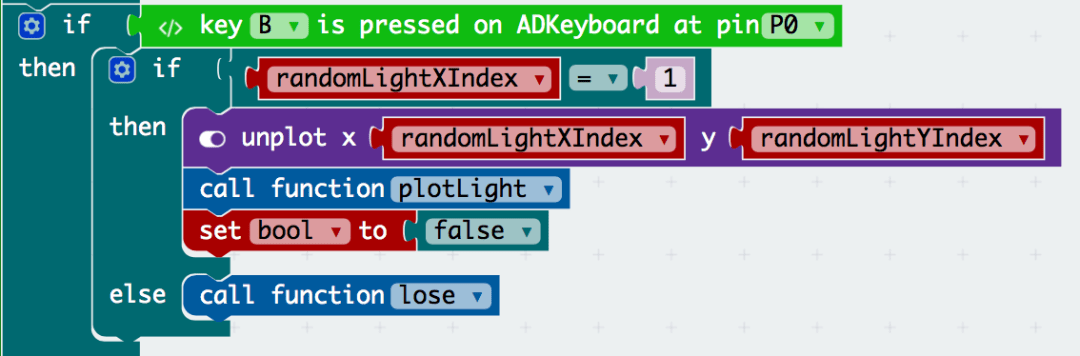 if </> key B ▾ is pressed on ADKeyboard at pin P0 ▾
then if randomLightXIndex ▾ = ▾ 1
then unplot x randomLightXIndex ▾ y randomLightYIndex ▾
call function plotLight ▾
set bool ▾ to false ▾
else call function lose ▾